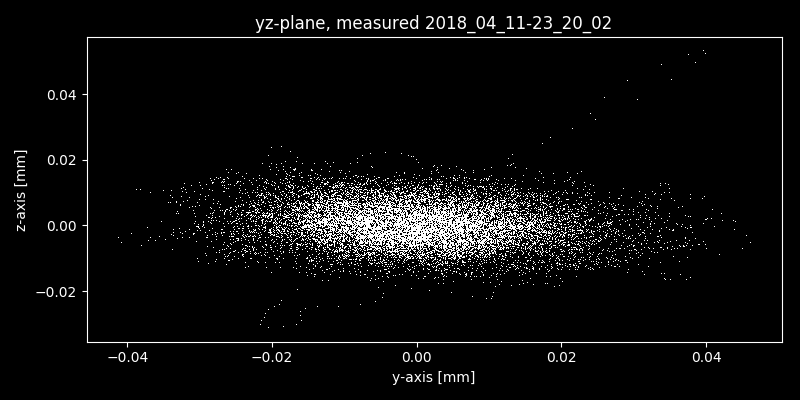 yz-plane, measured 2018_04_11-23_20_02
z-axis [mm]
0.04
0.02
0.00
−0.02
−0.04 −0.02 0.00 0.02 0.04
y-axis [mm]